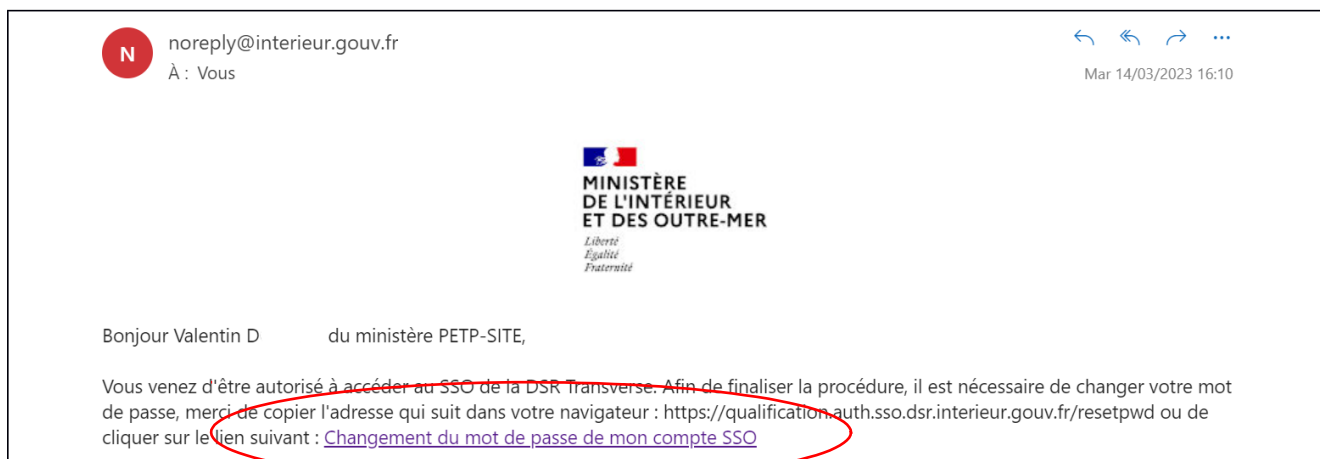 N
noreply@interieur.gouv.fr
À : Vous
Mar 14/03/2023 16:10
MINISTÈRE
DE L'INTÉRIEUR
ET DES OUTRE-MER
Liberté
Égalité
Fraternité
Bonjour Valentin D du ministère PETP-SITE,
Vous venez d'être autorisé à accéder au SSO de la DSR Transverse. Afin de finaliser la procédure, il est nécessaire de changer votre mot
de passe, merci de copier l'adresse qui suit dans votre navigateur : https://qualification.auth.sso.dsr.interieur.gouv.fr/resetpwd ou de
cliquer sur le lien suivant : Changement du mot de passe de mon compte SSO